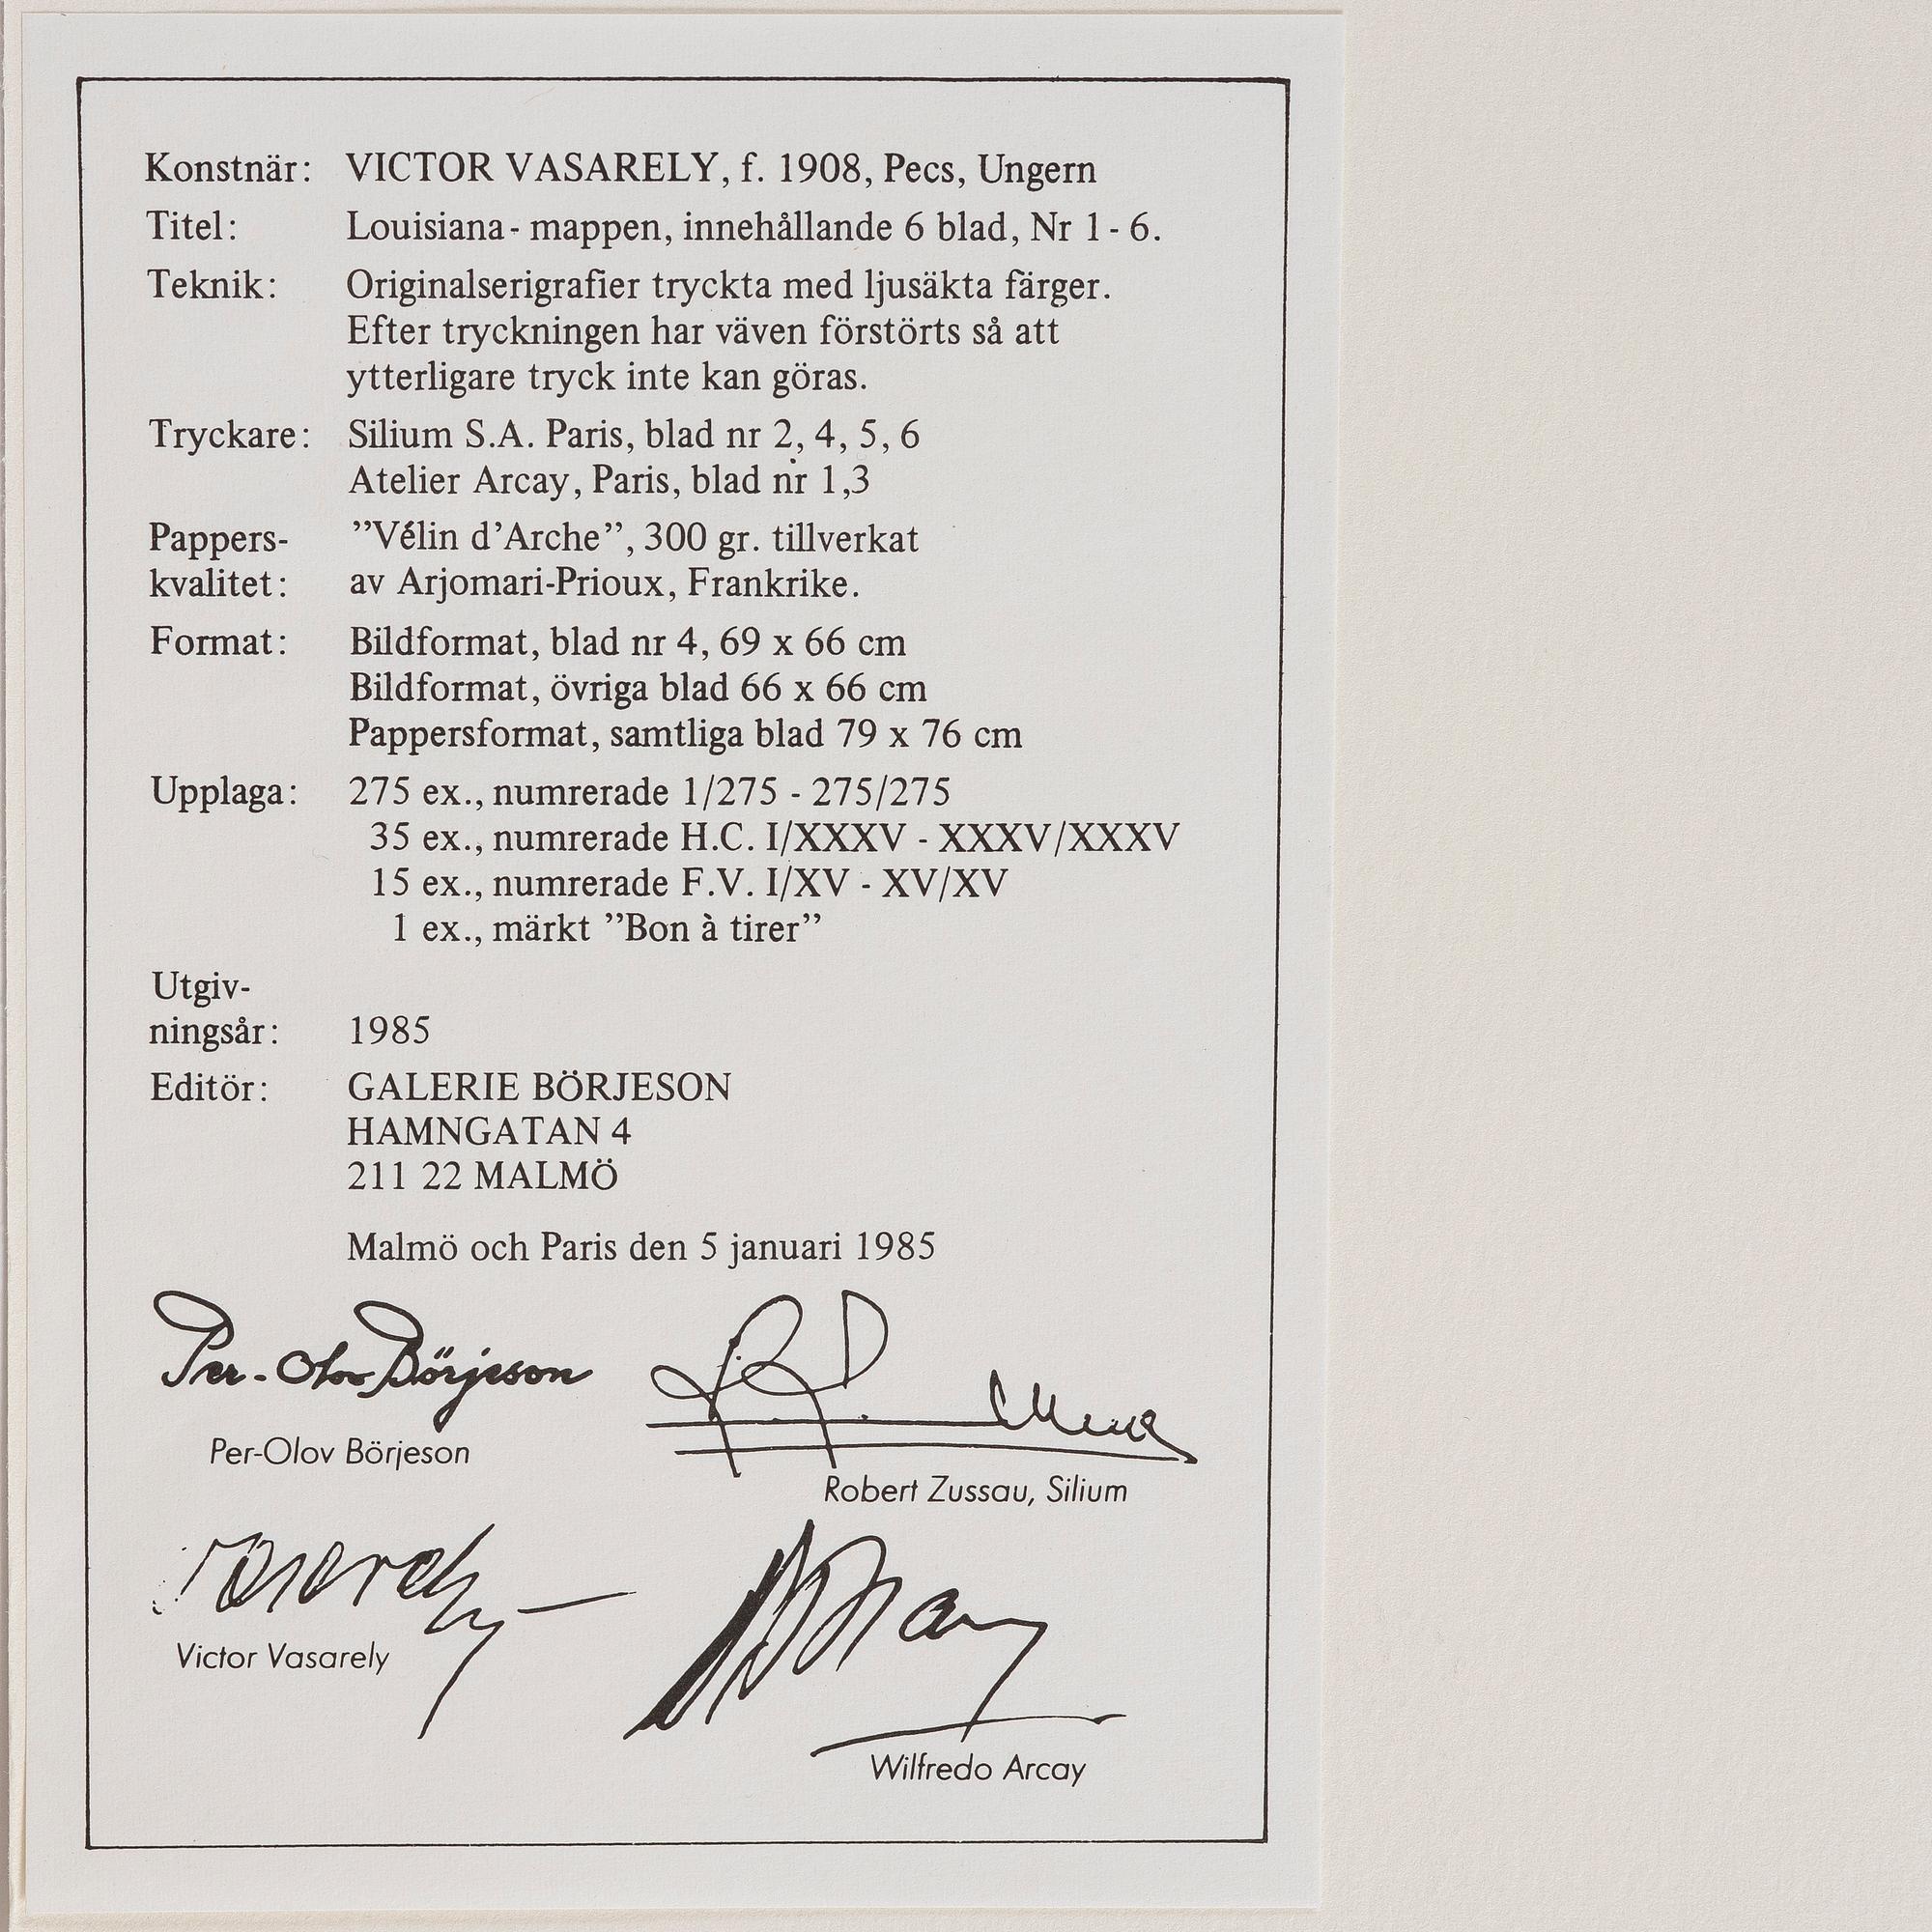 Konstnär: VICTOR VASARELY, f. 1908, Pecs, Ungern
Titel: Louisiana- mappen, innehållande 6 blad, Nr 1 - 6.
Teknik: Originalserigrafier tryckta med ljusäkta färger.
Efter tryckningen har väven förstörts så att
ytterligare tryck inte kan göras.
Tryckare: Silium S.A. Paris, blad nr 2, 4, 5, 6
Atelier Arcay, Paris, blad nr 1,3
Pappers- ”Vélin d’Arche”, 300 gr. tillverkat
kvalitet: av Arjomari-Prioux, Frankrike.
Format: Bildformat, blad nr 4, 69 x 66 cm
Bildformat, övriga blad 66 x 66 cm
Pappersformat, samtliga blad 79 x 76 cm
Upplaga: 275 ex., numrerade 1/275 - 275/275
35 ex., numrerade H.C. I/XXXV - XXXV/XXXV
15 ex., numrerade F.V. I/XV - XV/XV
1 ex., märkt ”Bon à tirer”
Utgiv-
ningsår: 1985
Editör: GALERIE BÖRJESON
HAMNGATAN 4
211 22 MALMÖ
Malmö och Paris den 5 januari 1985
Per-Olov Börjeson
Per-Olov Börjeson
Robert Zussau, Silium
Vasarely
Victor Vasarely
Arcay
Wilfredo Arcay